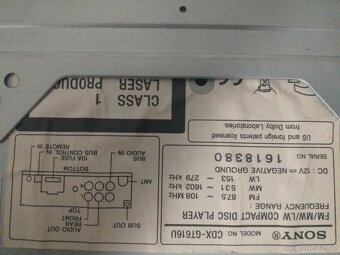 SONY®
MODEL NO. CDX-GT616U
FM/MW/LW COMPACT DISC PLAYER
FREQUENCY RANGE:
FM 87.5 - 108 MHz
MW 531 - 1602 kHz
LW 153 - 279 kHz
DC : 12V ⎓ NEGATIVE GROUND
SERIAL NO. 1618380
US and foreign patents licensed
from Dolby Laboratories.
CLASS 1
LASER PRODUC
SUB OUT
AUDIO OUT
REAR
FRONT
TOP
ANT
BOTTOM
10A FUSE
BUS CONTROL
REMOTE IN
BUS
AUDIO IN